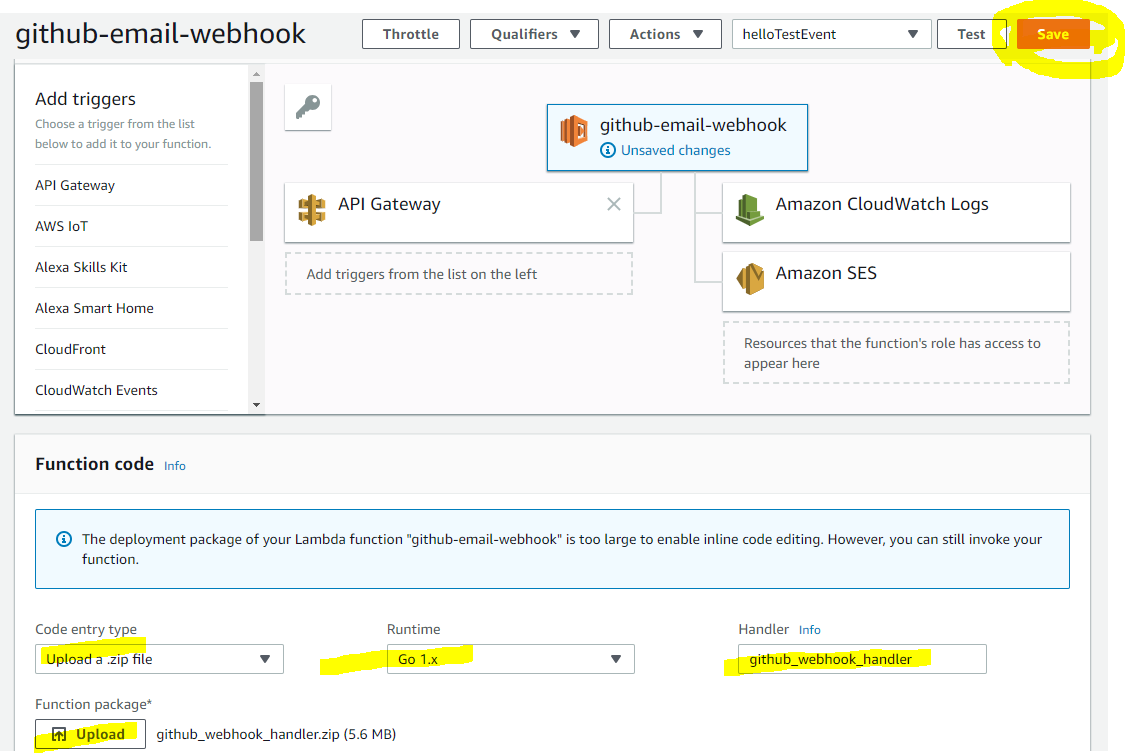 github-email-webhook
Throttle
Qualifiers
Actions
helloTestEvent
Test
Save
Add triggers
Choose a trigger from the list
below to add it to your function.
API Gateway
AWS IoT
Alexa Skills Kit
Alexa Smart Home
CloudFront
CloudWatch Events
github-email-webhook
Unsaved changes
API Gateway
Add triggers from the list on the left
Amazon CloudWatch Logs
Amazon SES
Resources that the function's role has access to
appear here
Function code Info
The deployment package of your Lambda function "github-email-webhook" is too large to enable inline code editing. However, you can still invoke your
function.
Code entry type
Upload a .zip file
Runtime
Go 1.x
Handler Info
github_webhook_handler
Function package*
Upload
github_webhook_handler.zip (5.6 MB)